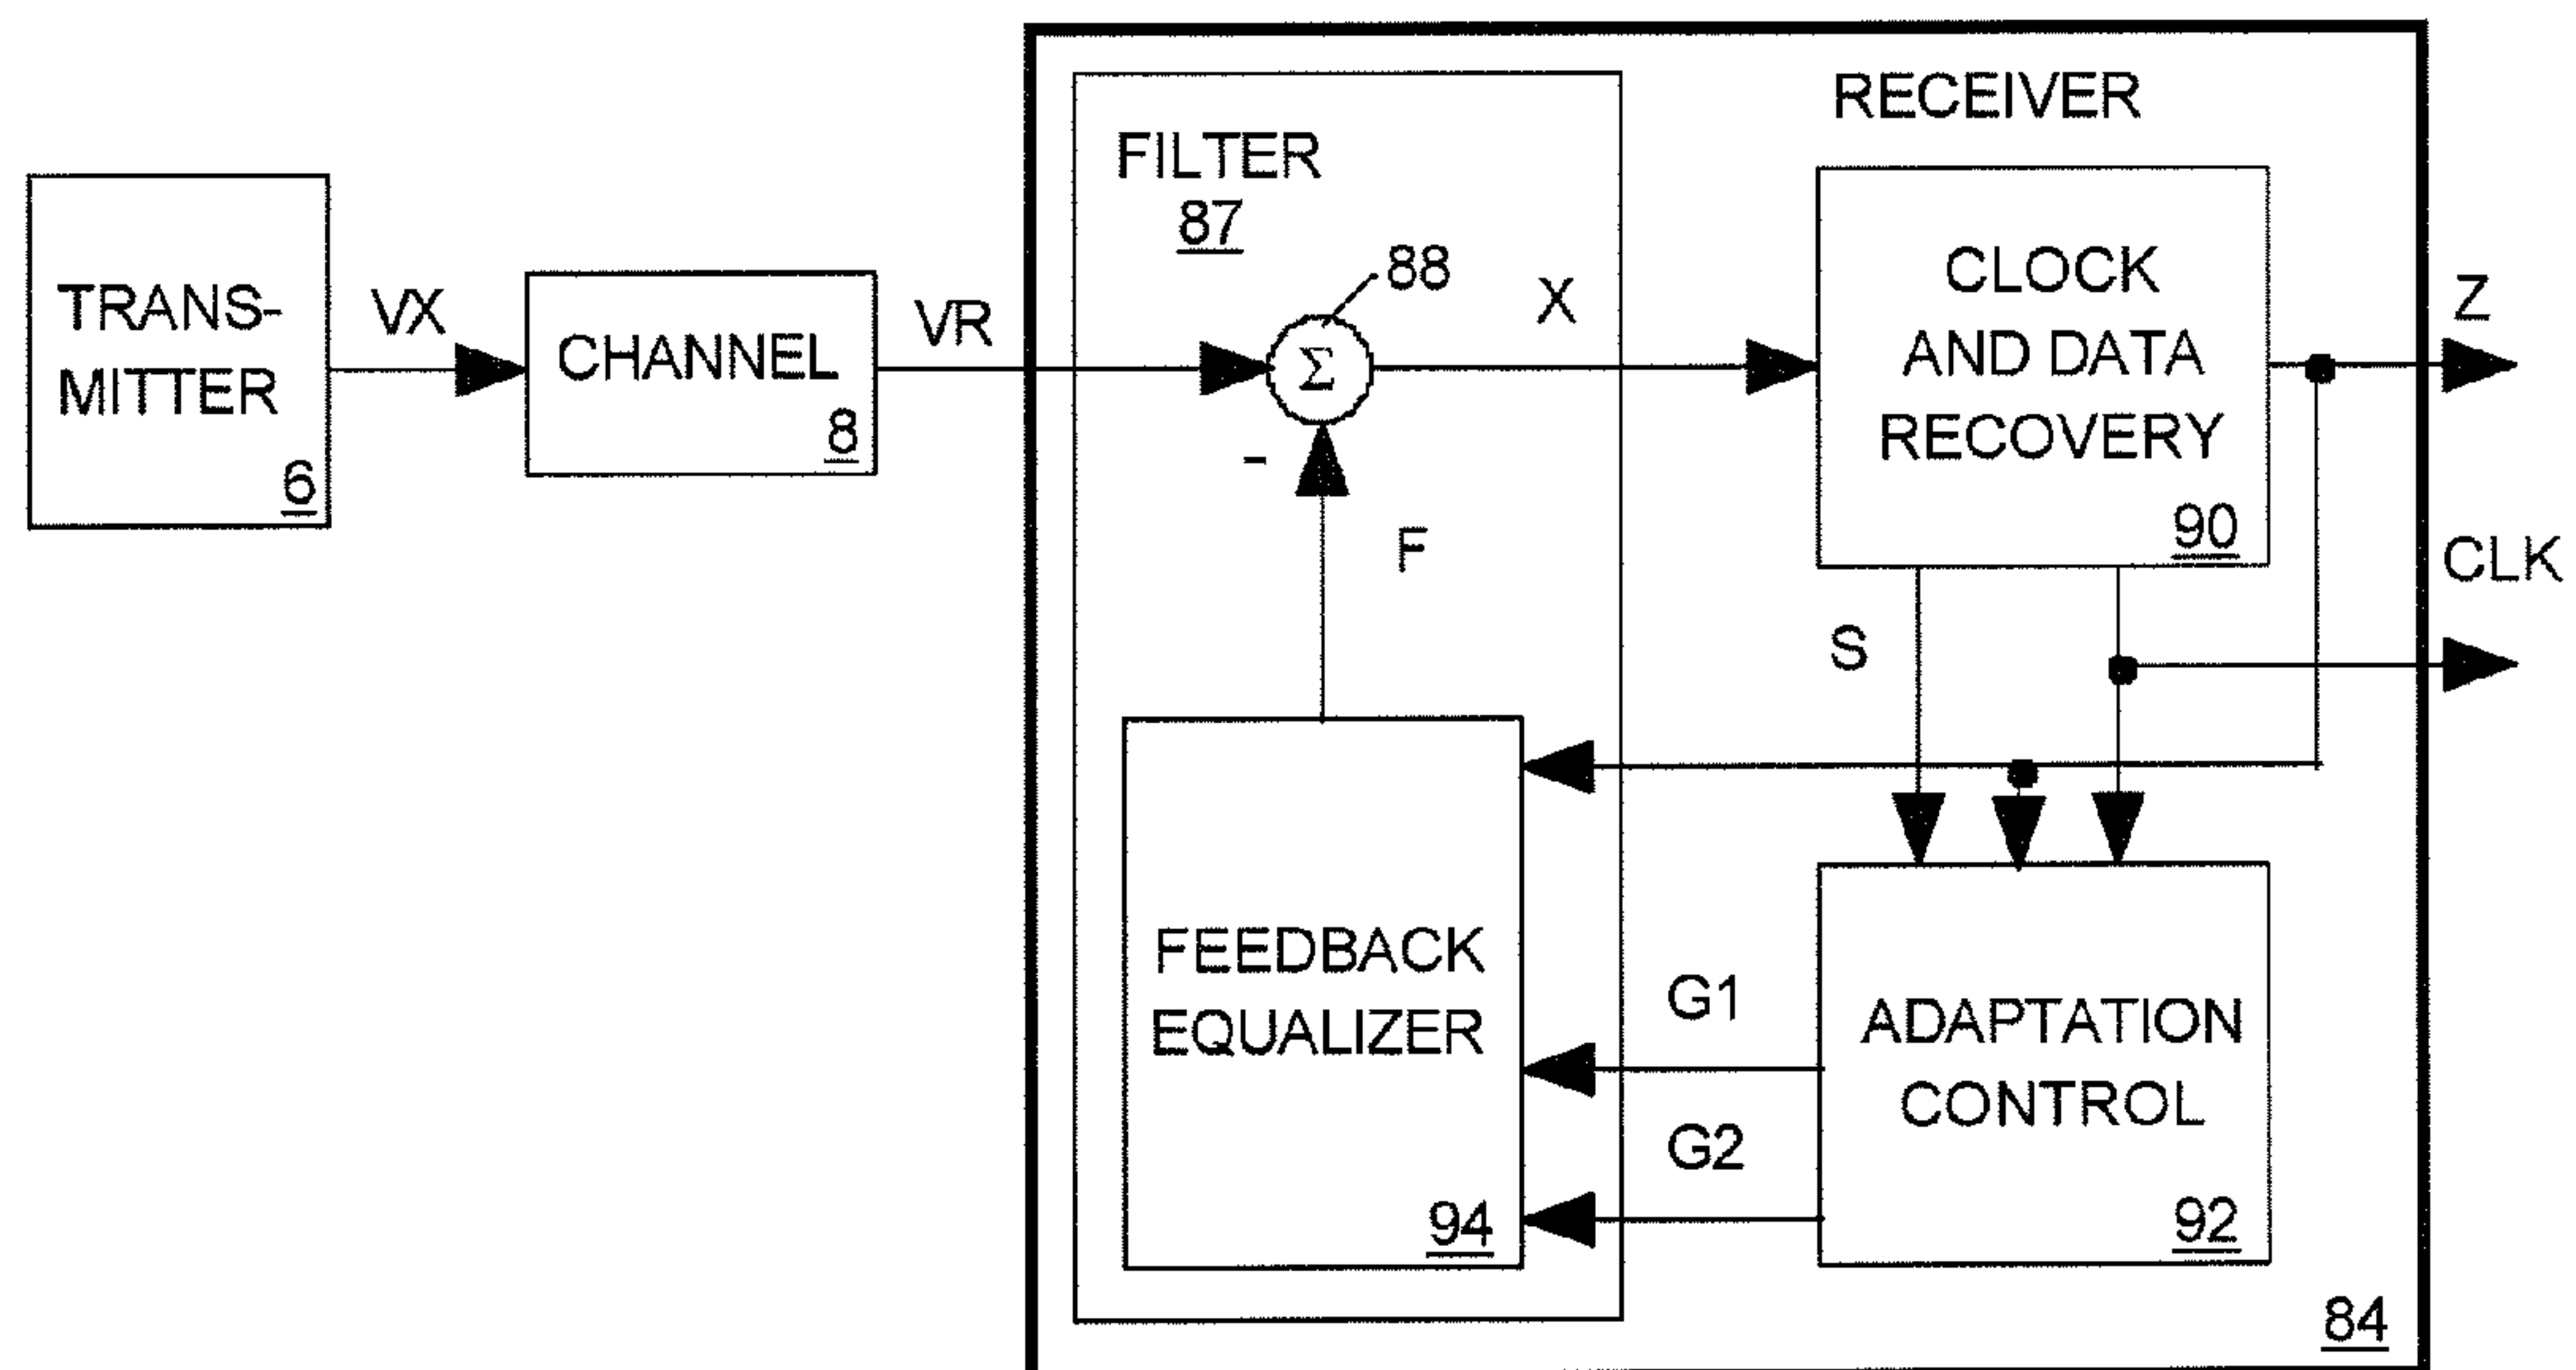 RECEIVER
FILTER
87
88
TRANS-
MITTER
6
VX
CHANNEL
8
VR
Σ
-
X
F
CLOCK
AND DATA
RECOVERY
90
Z
CLK
S
FEEDBACK
EQUALIZER
94
G1
G2
ADAPTATION
CONTROL
92
84